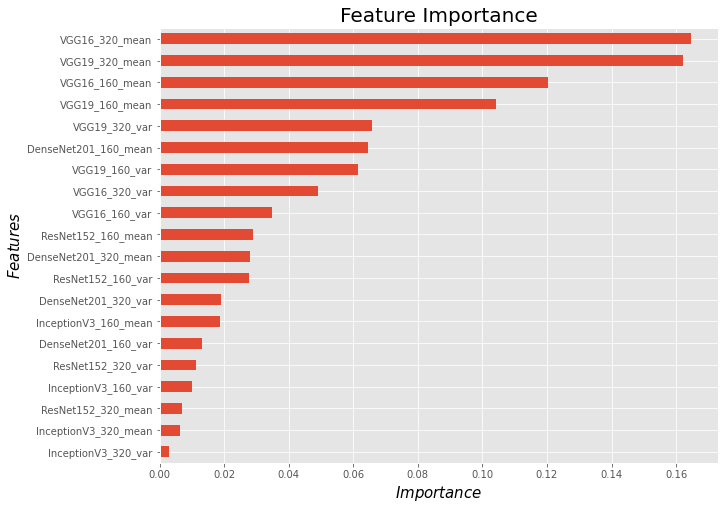 Feature Importance
Features
VGG16_320_mean
VGG19_320_mean
VGG16_160_mean
VGG19_160_mean
VGG19_320_var
DenseNet201_160_mean
VGG19_160_var
VGG16_320_var
VGG16_160_var
ResNet152_160_mean
DenseNet201_320_mean
ResNet152_160_var
DenseNet201_320_var
InceptionV3_160_mean
DenseNet201_160_var
ResNet152_320_var
InceptionV3_160_var
ResNet152_320_mean
InceptionV3_320_mean
InceptionV3_320_var
0.00 0.02 0.04 0.06 0.08 0.10 0.12 0.14 0.16
Importance